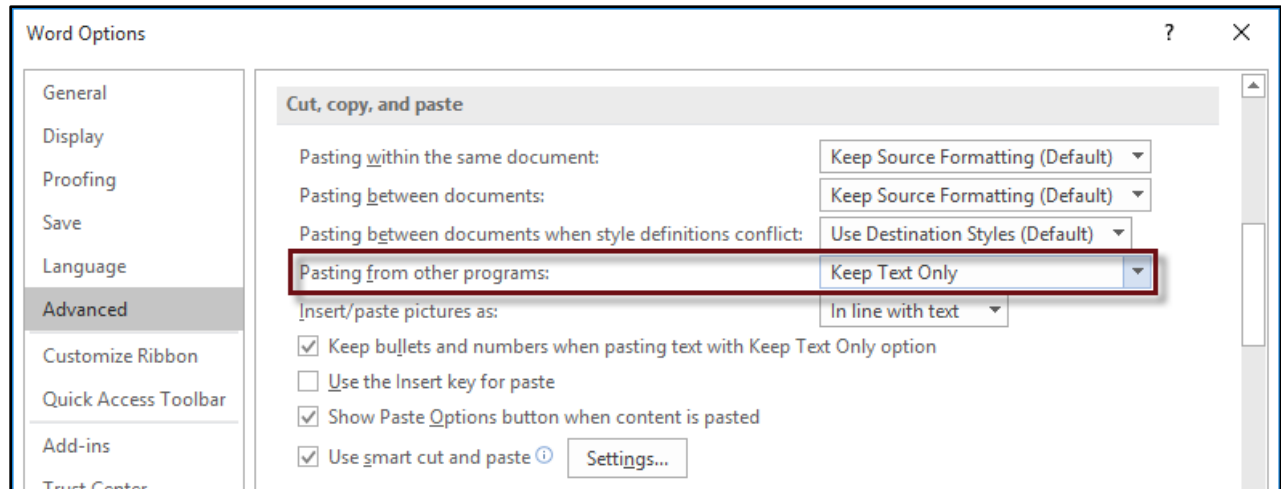 Word Options
?
General
Display
Proofing
Save
Language
Advanced
Customize Ribbon
Quick Access Toolbar
Add-ins
Trust Center
Cut, copy, and paste
Pasting within the same document: Keep Source Formatting (Default)
Pasting between documents: Keep Source Formatting (Default)
Pasting between documents when style definitions conflict: Use Destination Styles (Default)
Pasting from other programs: Keep Text Only
Insert/paste pictures as: In line with text
Keep bullets and numbers when pasting text with Keep Text Only option
Use the Insert key for paste
Show Paste Options button when content is pasted
Use smart cut and paste Settings...